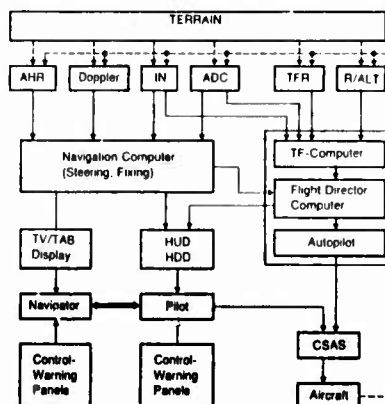 TERRAIN
AHR
Doppler
IN
ADC
TFR
R/ALT
Navigation Computer
(Steering, Fixing)
TF-Computer
Flight Director
Computer
Autopilot
TV/TAB
Display
HUD
HDD
Navigator
Pilot
CSAS
Control-
Warning
Panels
Control-
Warning
Panels
Aircraft